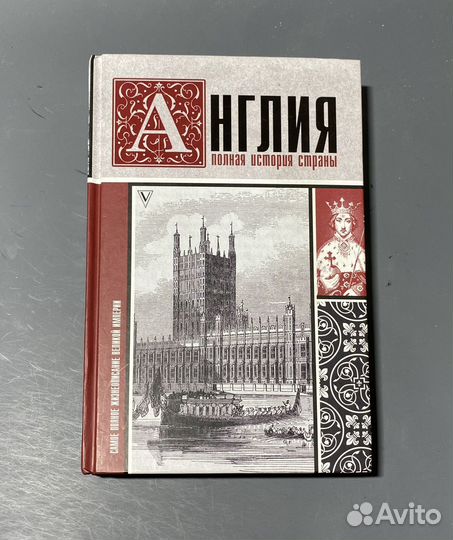 АНГЛИЯ
ПОЛНАЯ ИСТОРИЯ СТРАНЫ
САМОЕ ПОЛНОЕ ЖИЗНЕОПИСАНИЕ ВЕЛИКОЙ ИМПЕРИИ
Avito